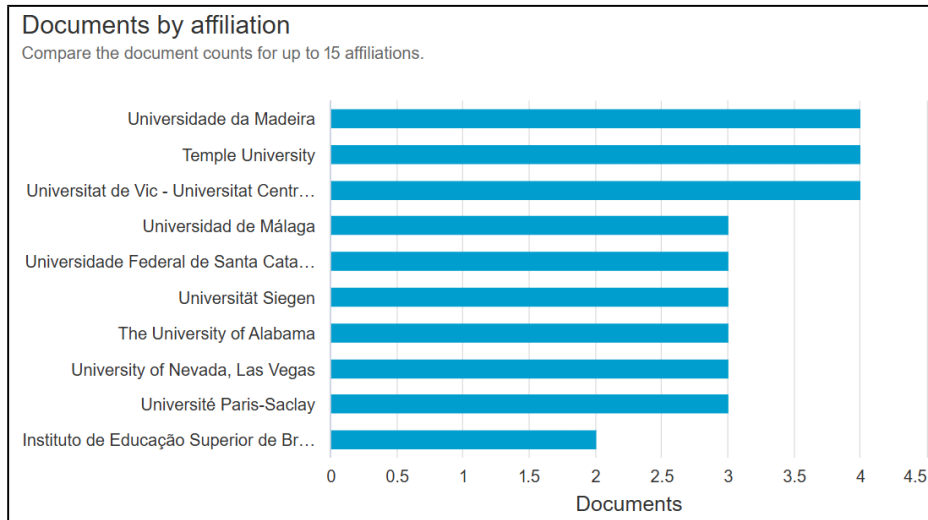 Documents by affiliation
Compare the document counts for up to 15 affiliations.
Universidade da Madeira
Temple University
Universitat de Vic - Universitat Centr…
Universidad de Málaga
Universidade Federal de Santa Cata…
Universität Siegen
The University of Alabama
University of Nevada, Las Vegas
Université Paris-Saclay
Instituto de Educação Superior de Br…
0 0.5 1 1.5 2 2.5 3 3.5 4 4.5
Documents